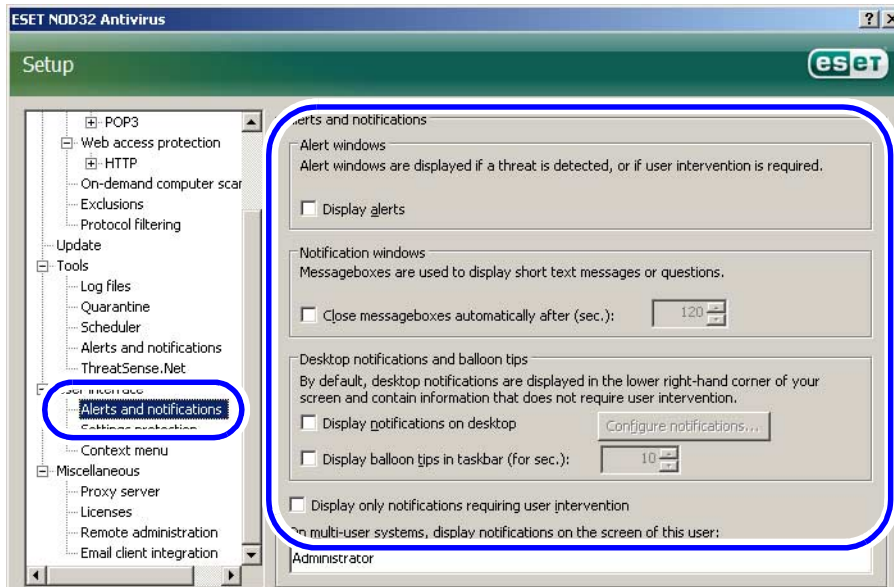 ESET NOD32 Antivirus
Setup
eseT
POP3
Web access protection
HTTP
On-demand computer scar
Exclusions
Protocol filtering
Update
Tools
Log files
Quarantine
Scheduler
Alerts and notifications
ThreatSense.Net
User interface
Alerts and notifications
Settings protection
Context menu
Miscellaneous
Proxy server
Licenses
Remote administration
Email client integration
lerts and notifications
Alert windows
Alert windows are displayed if a threat is detected, or if user intervention is required.
Display alerts
Notification windows
Messageboxes are used to display short text messages or questions.
Close messageboxes automatically after (sec.): 120
Desktop notifications and balloon tips
By default, desktop notifications are displayed in the lower right-hand corner of your
screen and contain information that does not require user intervention.
Display notifications on desktop Configure notifications...
Display balloon tips in taskbar (for sec.): 10
Display only notifications requiring user intervention
On multi-user systems, display notifications on the screen of this user:
Administrator